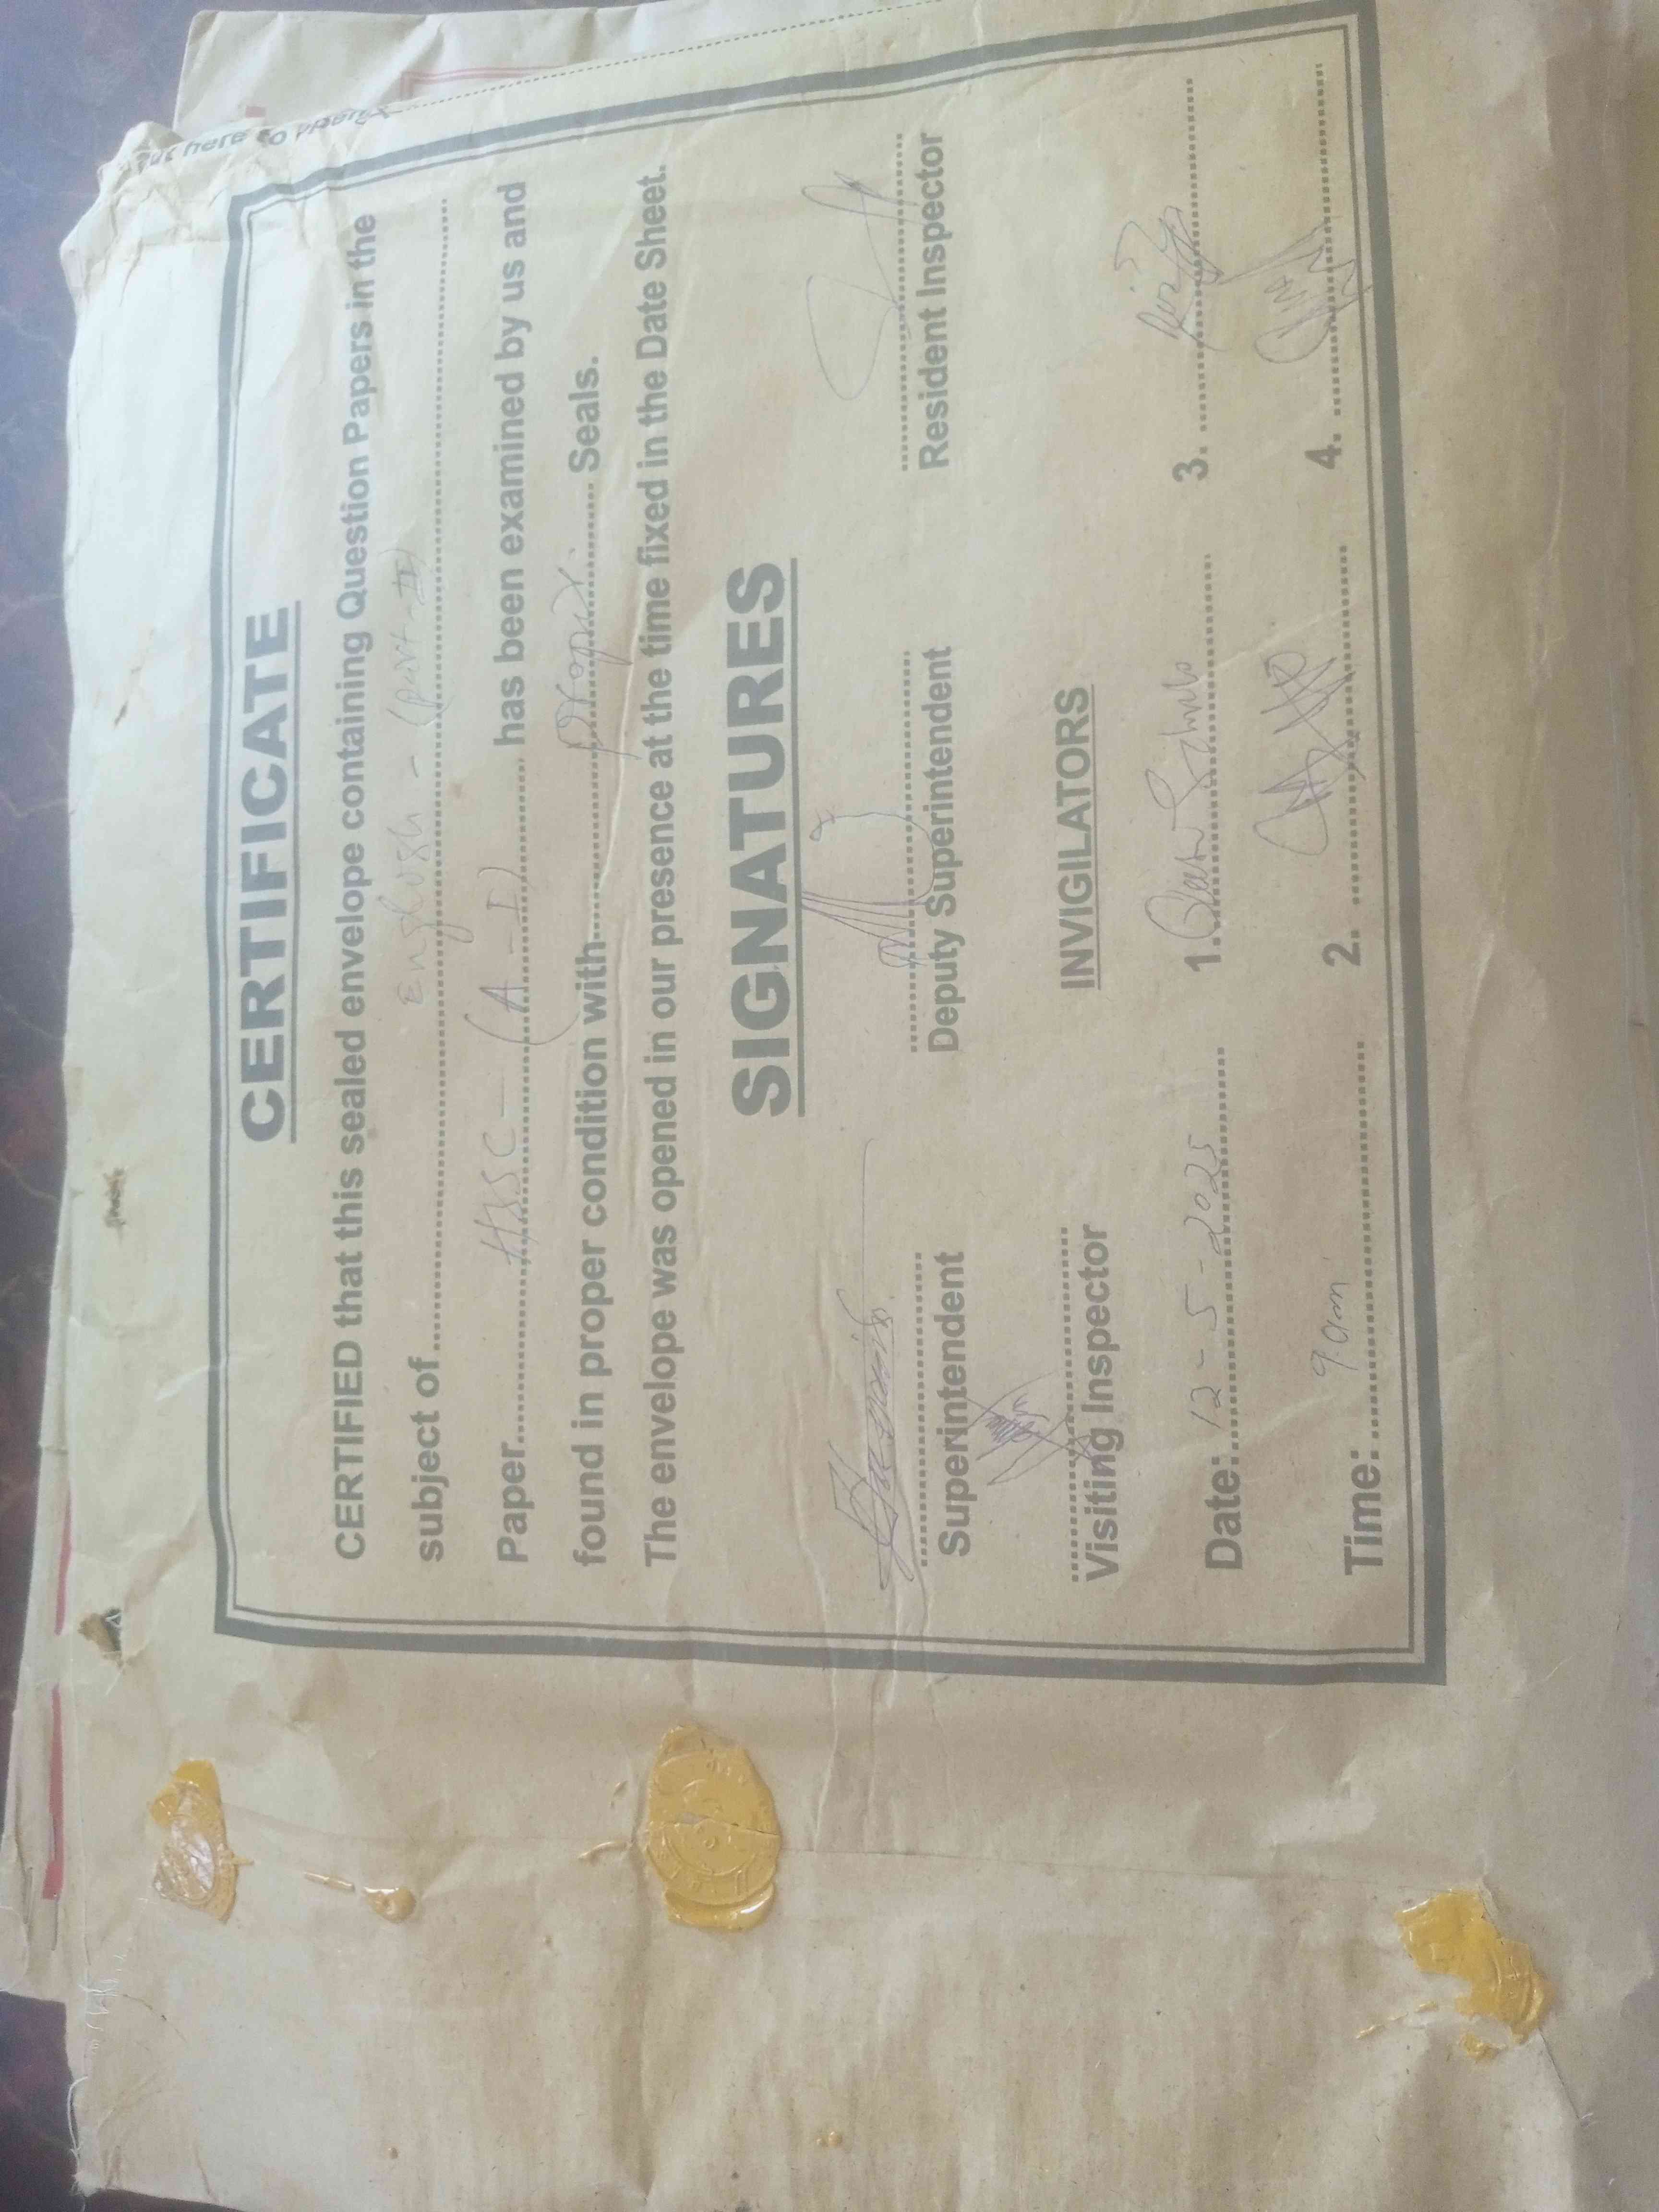 Cut here to open
CERTIFICATE
CERTIFIED that this sealed envelope containing Question Papers in the
subject of English - (part-II)
Paper HSSC - (A-I) has been examined by us and
found in proper condition with proper Seals.
The envelope was opened in our presence at the time fixed in the Date Sheet.
SIGNATURES
Superintendent Deputy Superintendent Resident Inspector
Visiting Inspector INVIGILATORS
Date: 12-5-2025 1. 3.
Time: 9.am 2. 4.